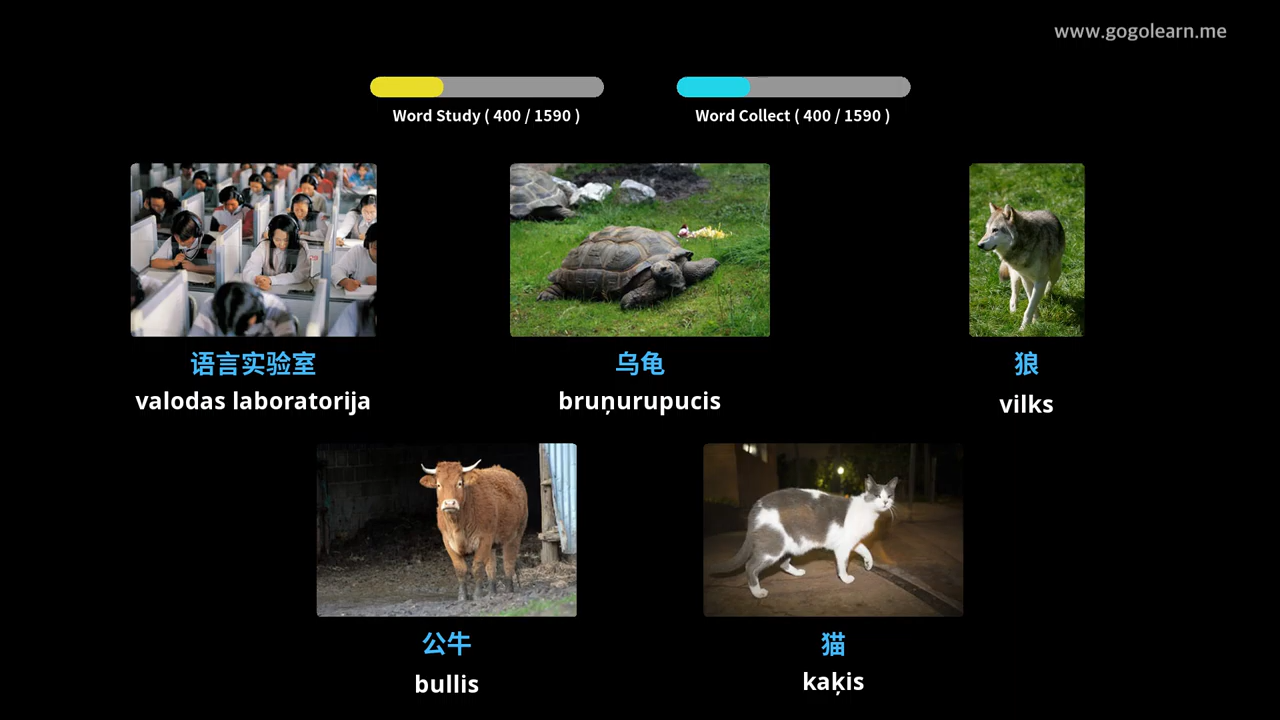 www.gogolearn.me
Word Study ( 400 / 1590 )
Word Collect ( 400 / 1590 )
语言实验室
valodas laboratorija
乌龟
bruņurupucis
狼
vilks
公牛
bullis
猫
kaķis